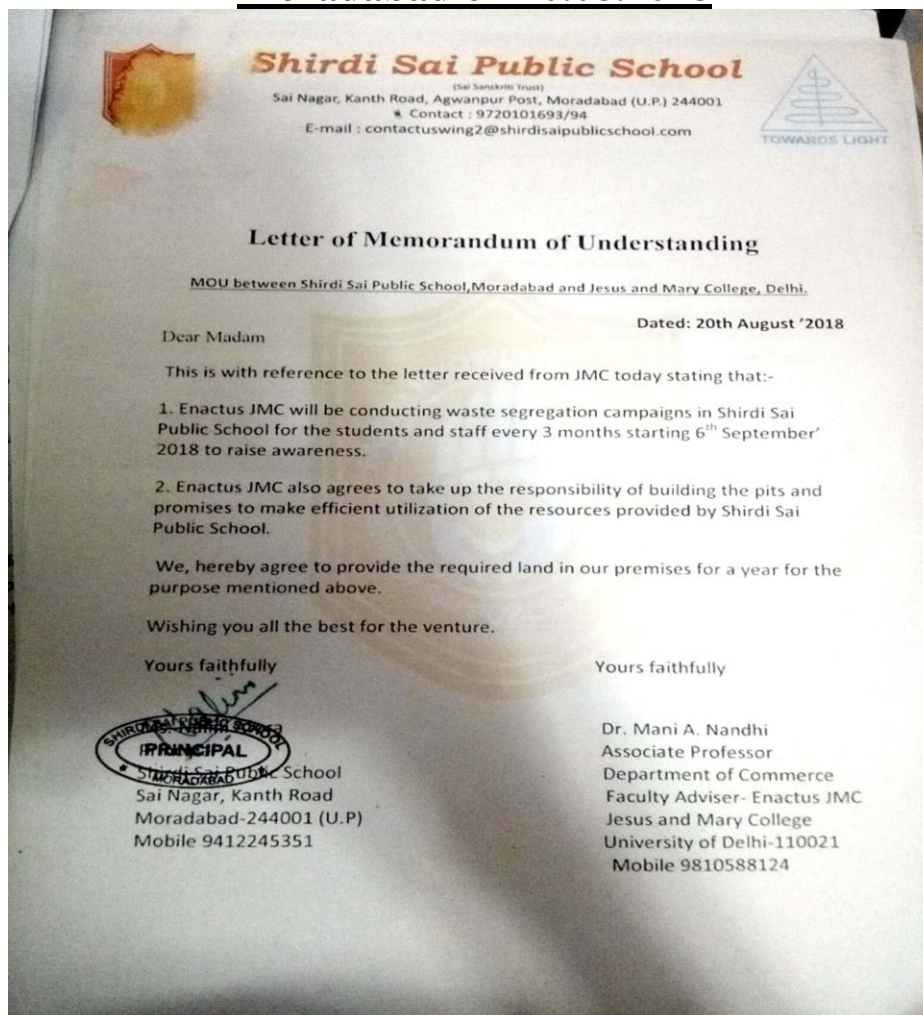 Shirdi Sai Public School
(Sai Sanskriti Trust)
Sai Nagar, Kanth Road, Agwanpur Post, Moradabad (U.P.) 244001
Contact : 9720101693/94
E-mail : contactuswing2@shirdisaipublicschool.com
TOWARDS LIGHT
Letter of Memorandum of Understanding
MOU between Shirdi Sai Public School,Moradabad and Jesus and Mary College, Delhi.
Dated: 20th August '2018
Dear Madam
This is with reference to the letter received from JMC today stating that:-
1. Enactus JMC will be conducting waste segregation campaigns in Shirdi Sai
Public School for the students and staff every 3 months starting 6th September'
2018 to raise awareness.
2. Enactus JMC also agrees to take up the responsibility of building the pits and
promises to make efficient utilization of the resources provided by Shirdi Sai
Public School.
We, hereby agree to provide the required land in our premises for a year for the
purpose mentioned above.
Wishing you all the best for the venture.
Yours faithfully
SHIRDI SAI PUBLIC SCHOOL
PRINCIPAL
MORADABAD
Shirdi Sai Public School
Sai Nagar, Kanth Road
Moradabad-244001 (U.P)
Mobile 9412245351
Yours faithfully
Dr. Mani A. Nandhi
Associate Professor
Department of Commerce
Faculty Adviser- Enactus JMC
Jesus and Mary College
University of Delhi-110021
Mobile 9810588124